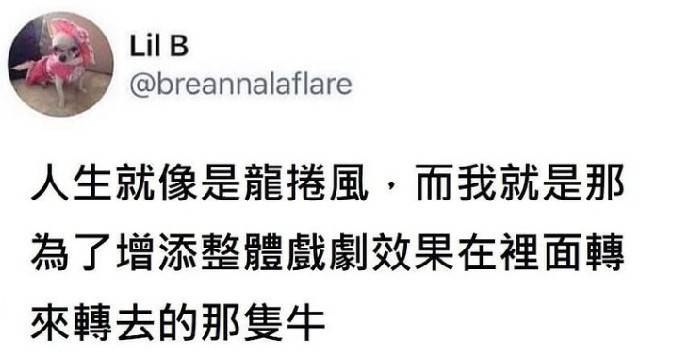 Lil B
@breannalaflare
人生就像是龍捲風，而我就是那
為了增添整體戲劇效果在裡面轉
來轉去的那隻牛